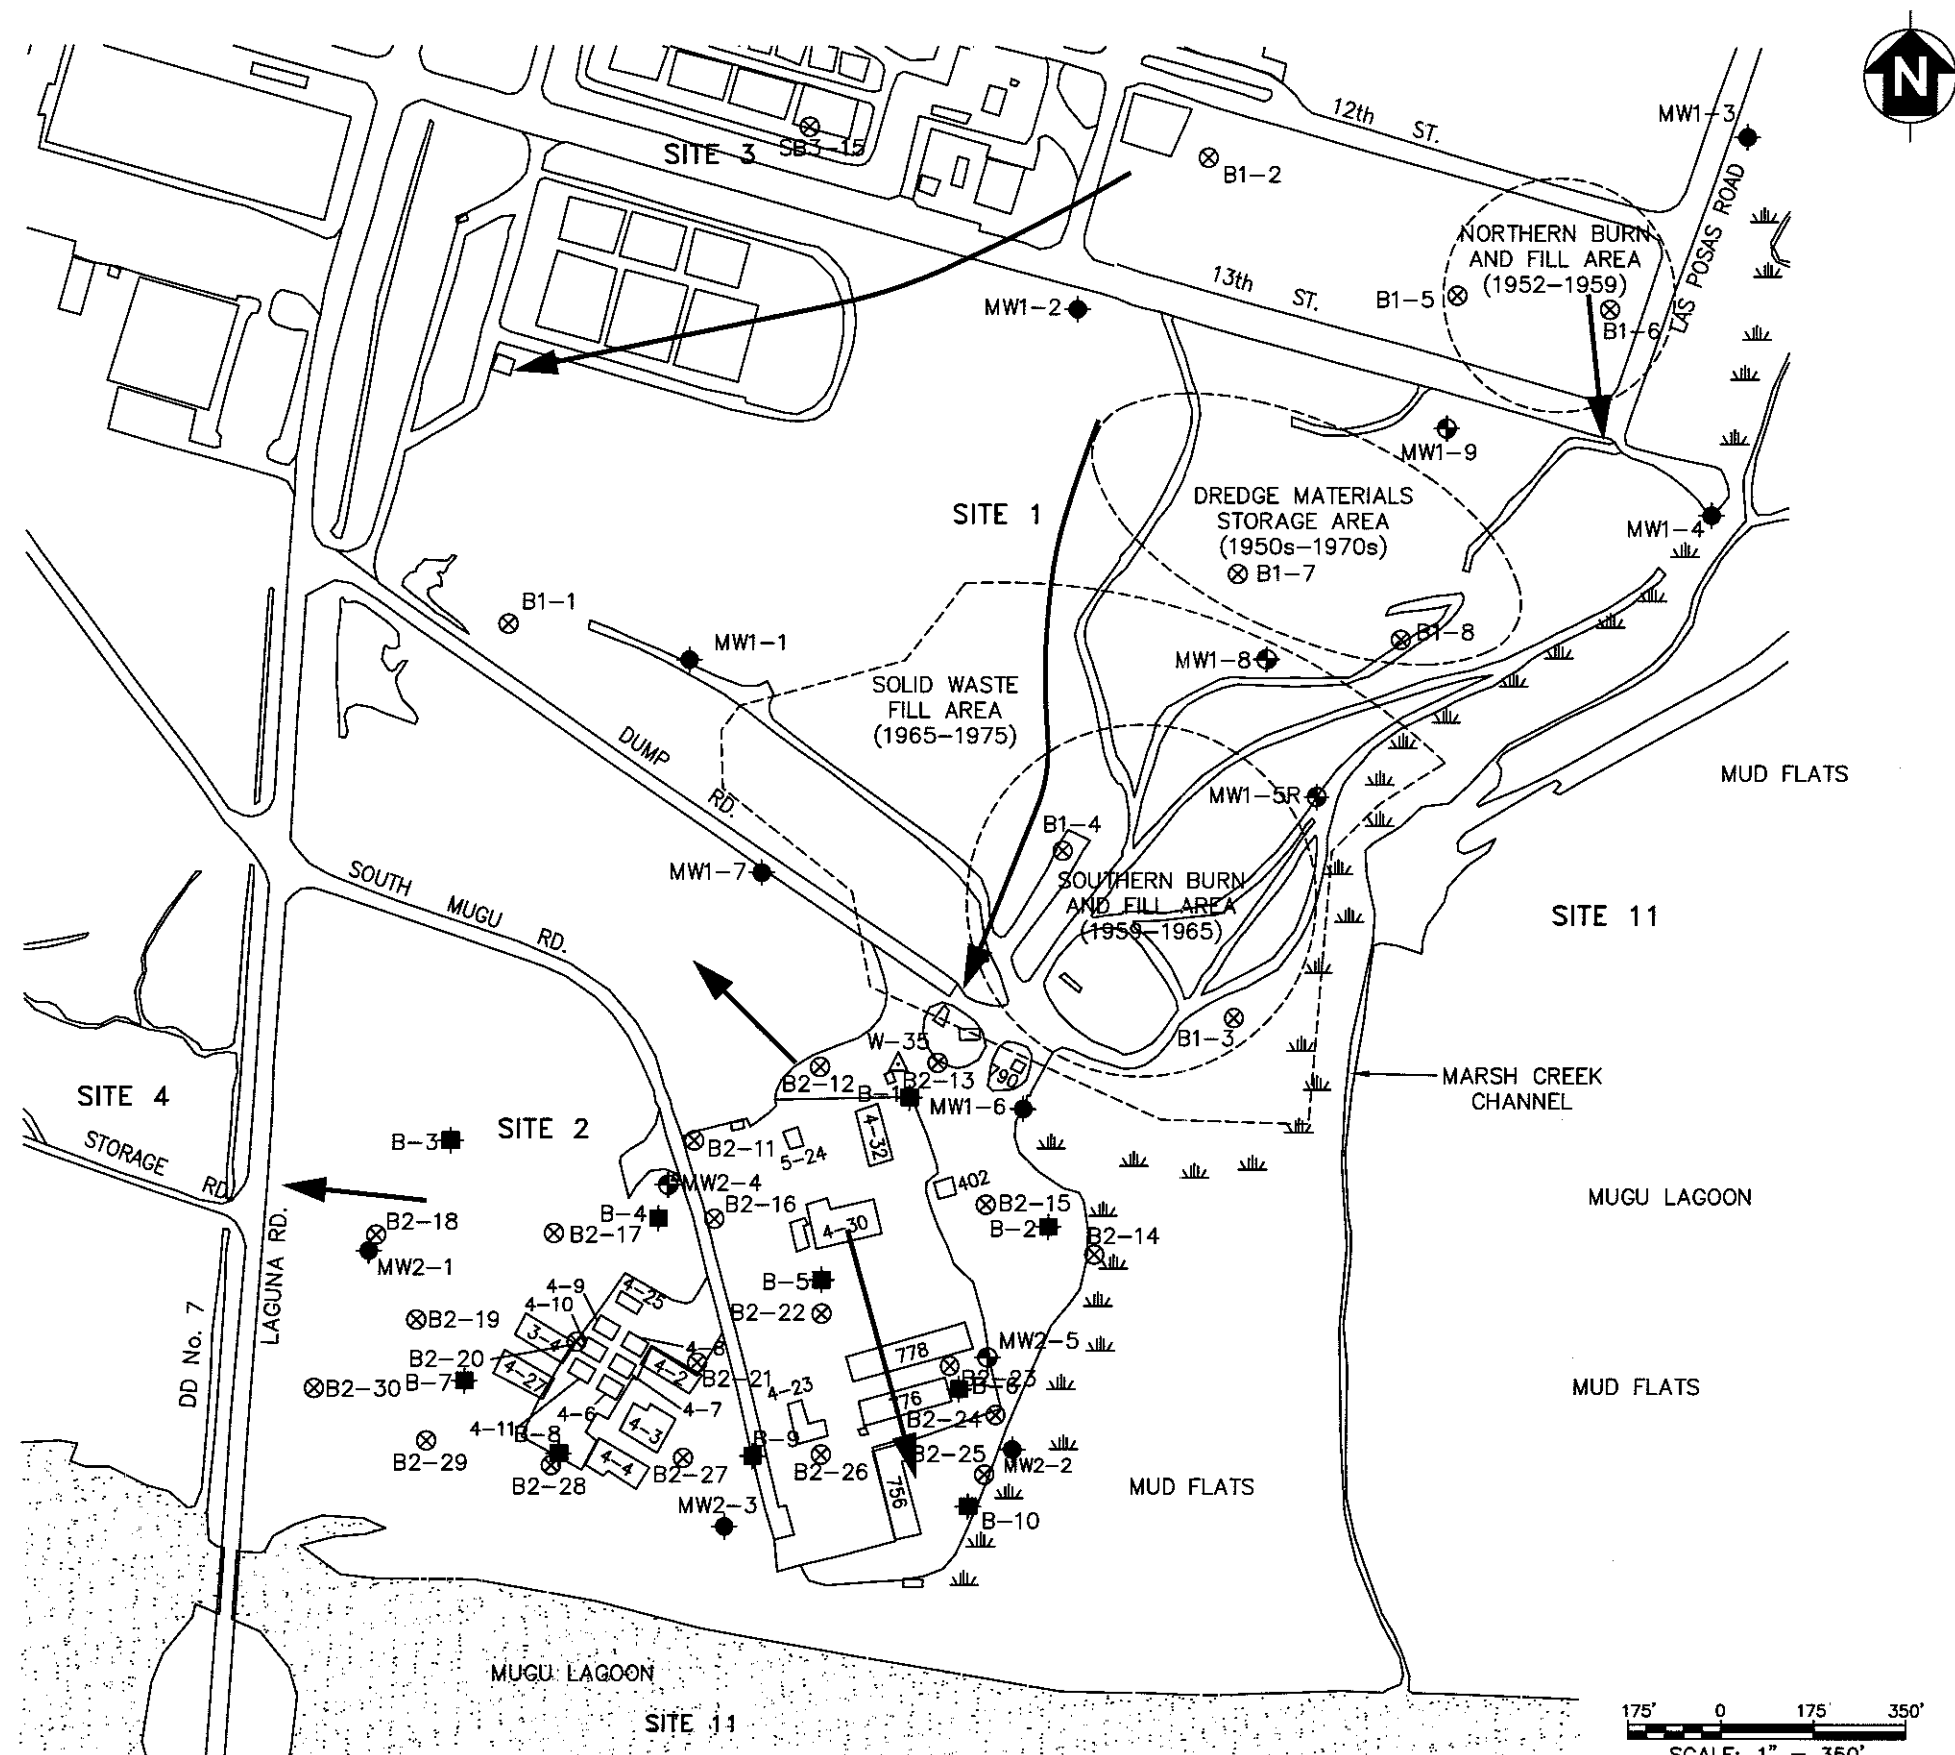 N
12th
ST.
MW1-3
SITE 3
SB3-15
B1-2
LAS POSAS ROAD
NORTHERN BURN
AND FILL AREA
(1952-1959)
13th
ST.
MW1-2
B1-5
B1-6
MW1-9
DREDGE MATERIALS
STORAGE AREA
(1950s-1970s)
SITE 1
MW1-4
B1-7
B1-1
MW1-1
B1-8
MW1-8
SOLID WASTE
FILL AREA
(1965-1975)
DUMP
RD.
MUD FLATS
MW1-5R
B1-4
MW1-7
SOUTH
MUGU
RD.
SOUTHERN BURN
AND FILL AREA
(1959-1965)
SITE 11
B1-3
W-35
B2-12
B2-13
790
B-1
MW1-6
MARSH CREEK
CHANNEL
SITE 4
SITE 2
B-3
B2-11
5-24
4-32
STORAGE
RD.
MW2-4
402
B2-16
B2-15
MUGU LAGOON
B-4
B2-18
B2-17
4-30
B-2
B2-14
MW2-1
LAGUNA RD.
DD No. 7
B-5
4-9
4-25
4-10
B2-22
B2-19
3-4
4-8
778
MW2-5
B2-20
4-27
4-2
B2-21
B2-23
B2-30
B-7
4-23
776
B-6
MUD FLATS
4-6
4-7
4-11
4-3
B2-24
B-8
B-9
B2-25
B2-29
4-4
B2-27
B2-26
MW2-2
B2-28
756
MUD FLATS
MW2-3
B-10
MUGU LAGOON
SITE 11
175'
0
175
350'
SCALE: 1" = 350'